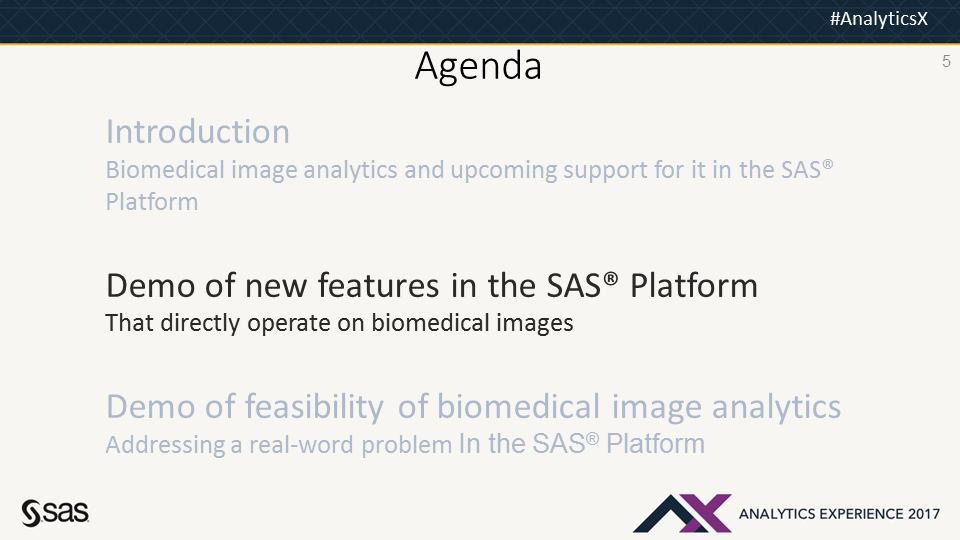 #AnalyticsX
Agenda
5
Introduction
Biomedical image analytics and upcoming support for it in the SAS®
Platform
Demo of new features in the SAS® Platform
That directly operate on biomedical images
Demo of feasibility of biomedical image analytics
Addressing a real-word problem In the SAS® Platform
sas
ANALYTICS EXPERIENCE 2017